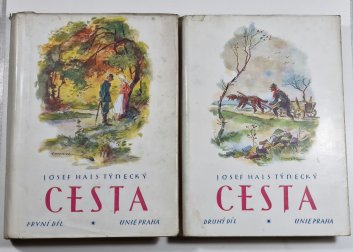 JOSEF HAIS TÝNECKÝ
CESTA
PRVNÍ DÍL * UNIE PRAHA
JOSEF HAIS TÝNECKÝ
CESTA
DRUHÝ DÍL * UNIE PRAHA